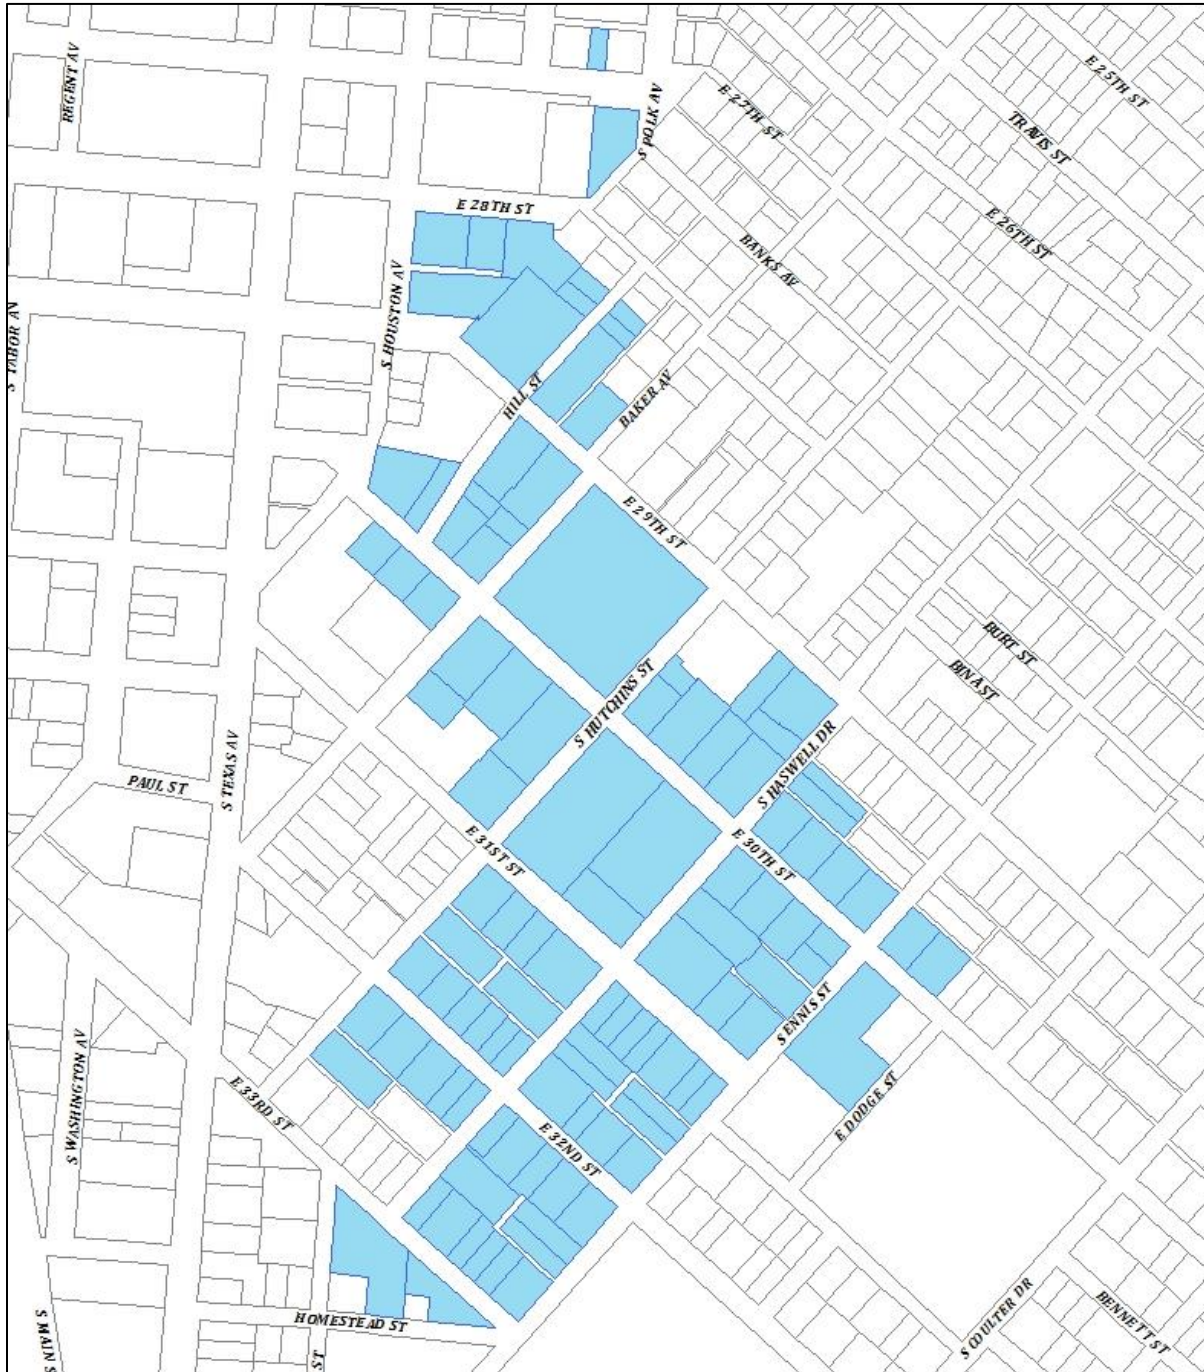 REGENT AV
E 25TH ST
S POLK AV
E 27TH ST
TRAVIS ST
E 28TH ST
E 26TH ST
BANKS AV
S TABOR AV
S HOUSTON AV
HILL ST
BAKER AV
E 29TH ST
BURT ST
BINA ST
S HUTCHINS ST
S TEXAS AV
S HASWELL DR
PAUL ST
E 31ST ST
E 30TH ST
S ENNIS ST
S WASHINGTON AV
E 33RD ST
E DODGE ST
E 32ND ST
S COULTER DR
BENNETT ST
HOMESTEAD ST
S MAIN S
ST